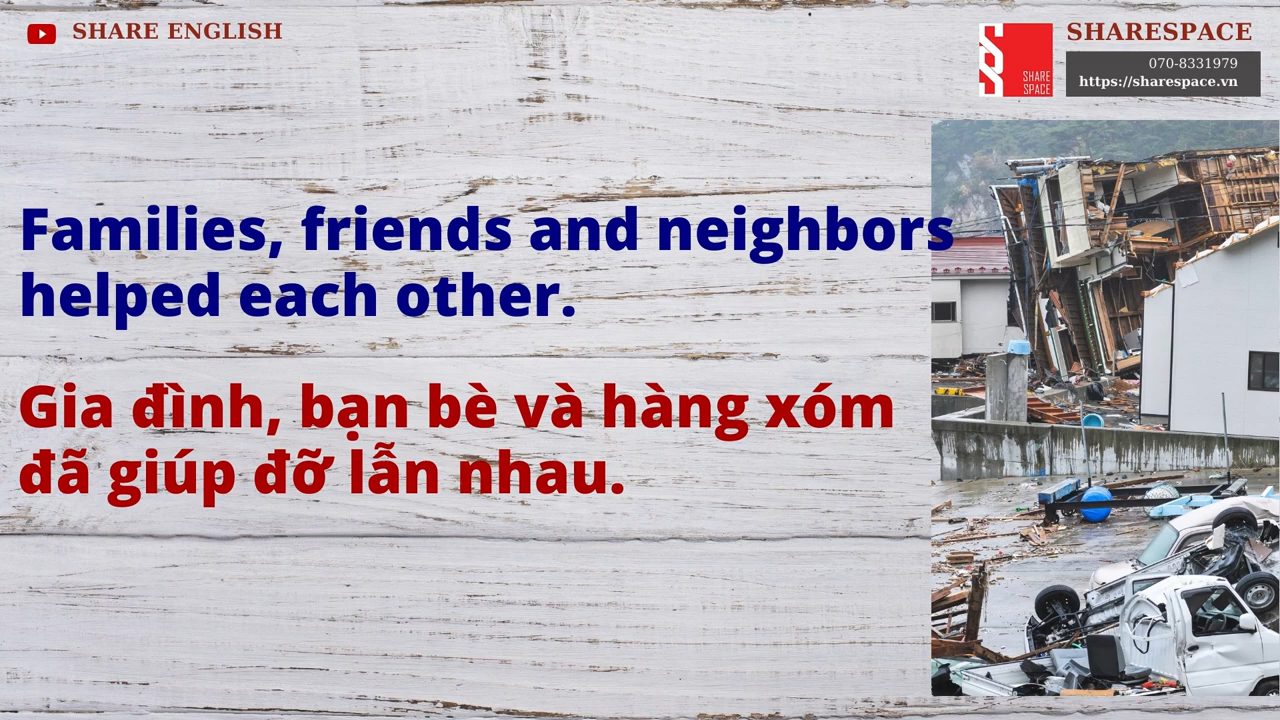 SHARE ENGLISH
SHARESPACE
SHARE
SPACE
070-8331979
https://sharespace.vn
Families, friends and neighbors
helped each other.
Gia đình, bạn bè và hàng xóm
đã giúp đỡ lẫn nhau.